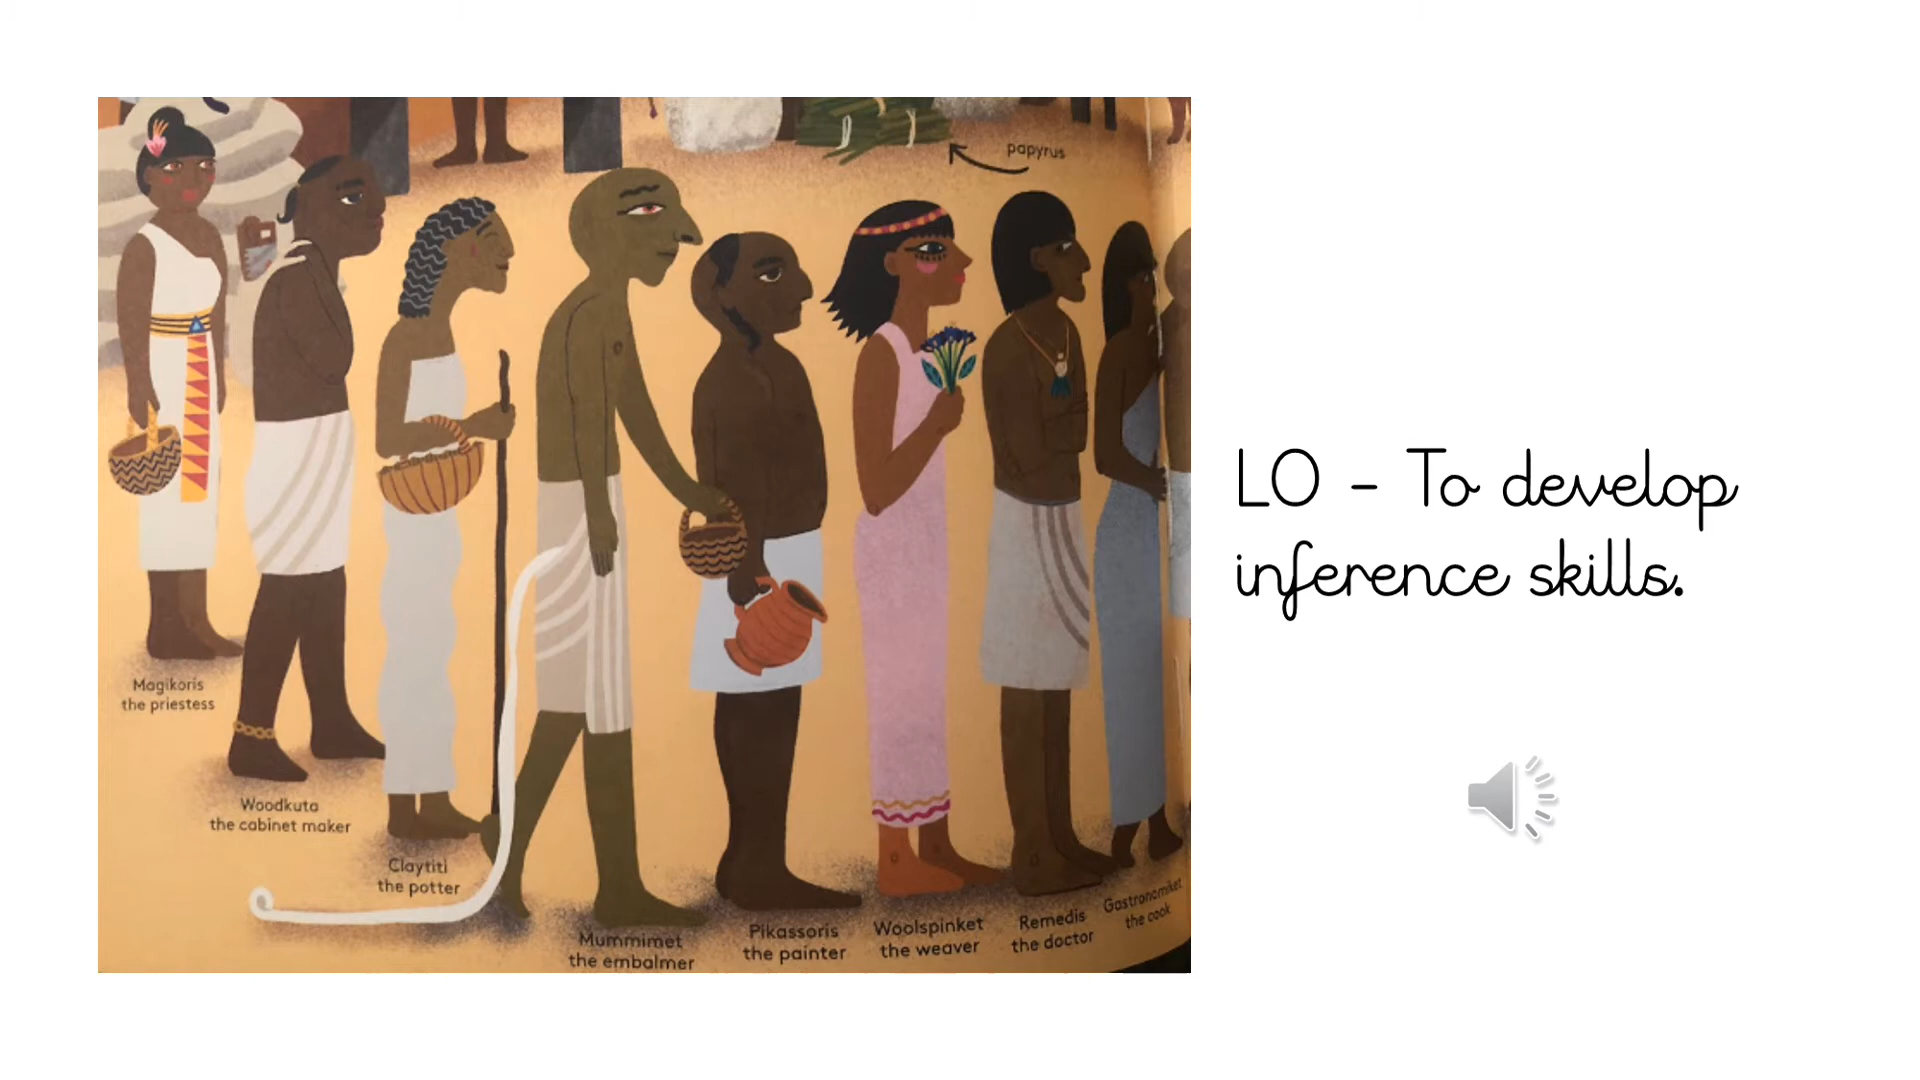 papyrus
Magikoris
the priestess
Woodkuta
the cabinet maker
Claytiti
the potter
Mummimet
the embalmer
Pikassoris
the painter
Woolspinket
the weaver
Remedis
the doctor
Gastronomiket
the cook
LO - To develop
inference skills.